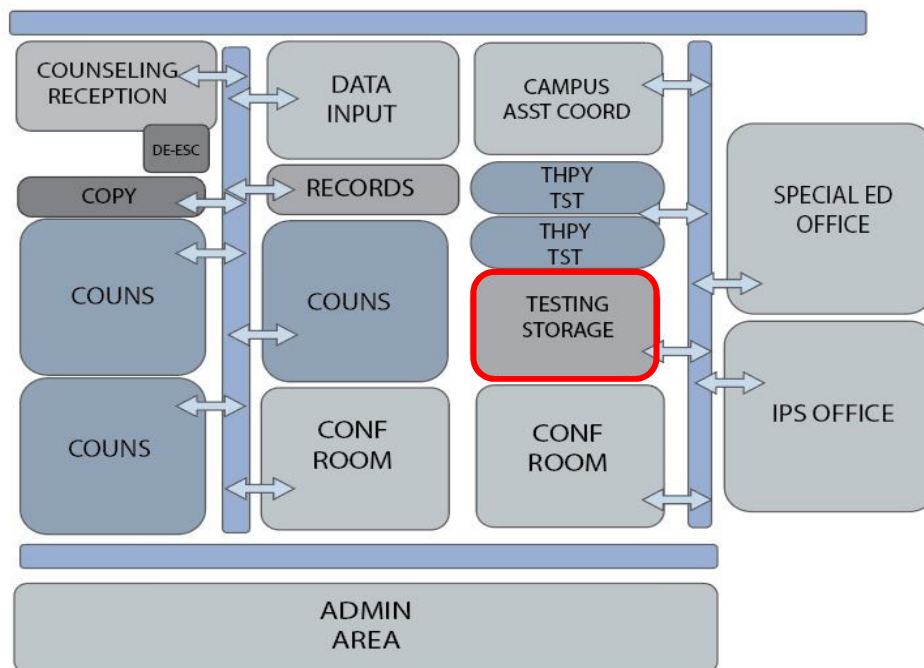 COUNSELING
RECEPTION
DATA
INPUT
CAMPUS
ASST COORD
DE-ESC
COPY
RECORDS
THPY
TST
THPY
TST
SPECIAL ED
OFFICE
COUNS
COUNS
TESTING
STORAGE
COUNS
CONF
ROOM
CONF
ROOM
IPS OFFICE
ADMIN
AREA